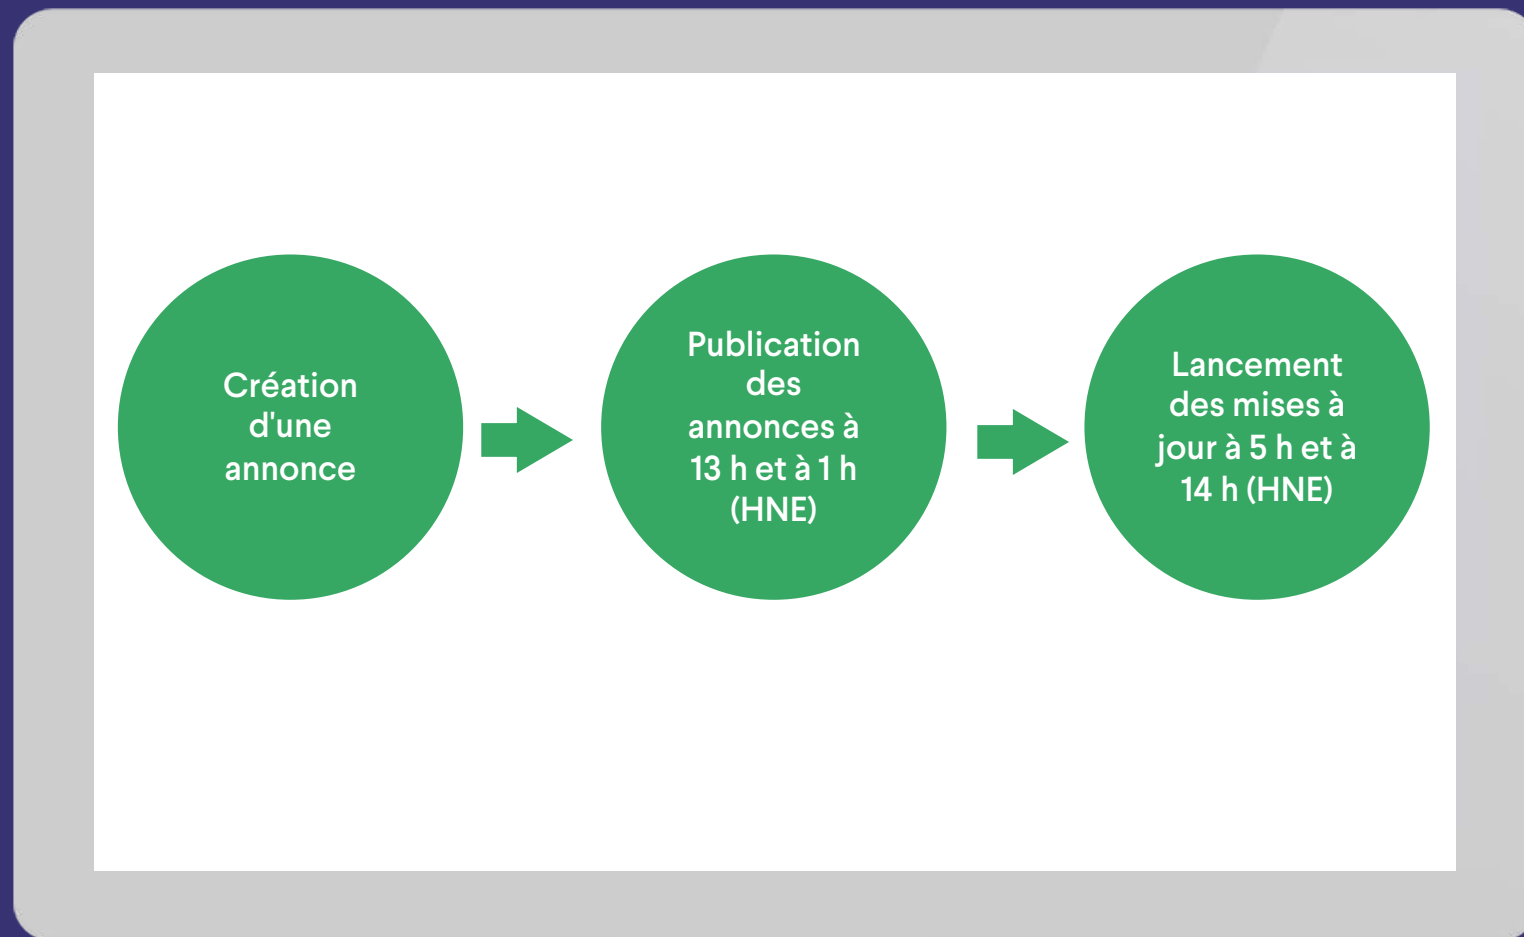 Création
d'une
annonce
Publication
des
annonces à
13 h et à 1 h
(HNE)
Lancement
des mises à
jour à 5 h et à
14 h (HNE)